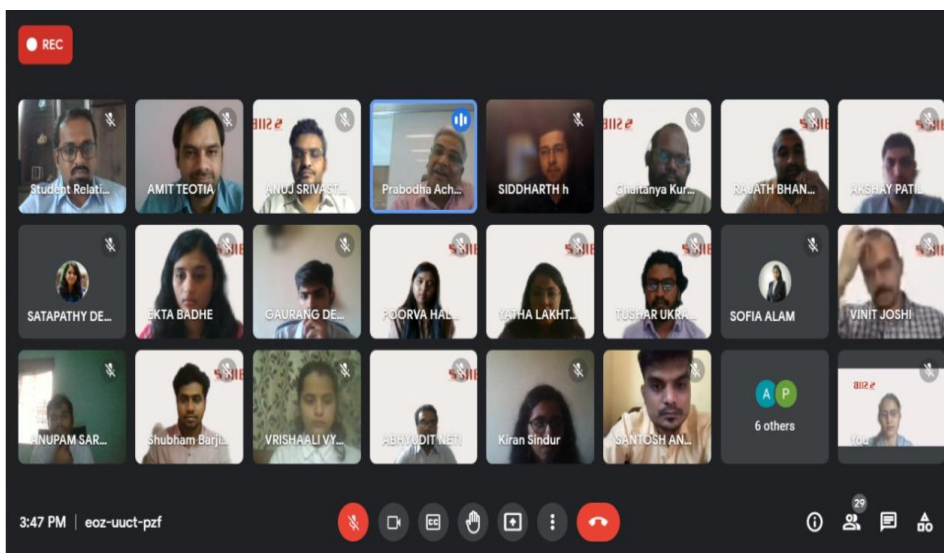 REC
Student Relati...
AMIT TEOTIA
ANUJ SRIVAST...
Prabodha Ach...
SIDDHARTH h
Chaitanya Kur...
RAJATH BHAN...
AKSHAY PATIL
SATAPATHY DE...
EKTA BADHE
GAURANG DE...
POORVA HAL...
YATHA LAKHT...
TUSHAR UKRA...
SOFIA ALAM
VINIT JOSHI
ANUPAM SAR...
Shubham Barji...
VRISHAALI VY...
ABHYUDIT NETI
Kiran Sindur
SANTOSH AN...
A P
6 others
You
3:47 PM | eoz-uuct-pzf
CC
29